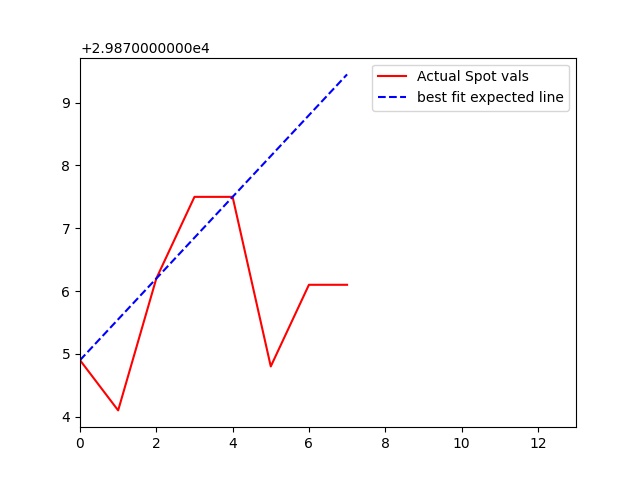 +2.9870000000e4
Actual Spot vals
best fit expected line
9
8
7
6
5
4
0 2 4 6 8 10 12